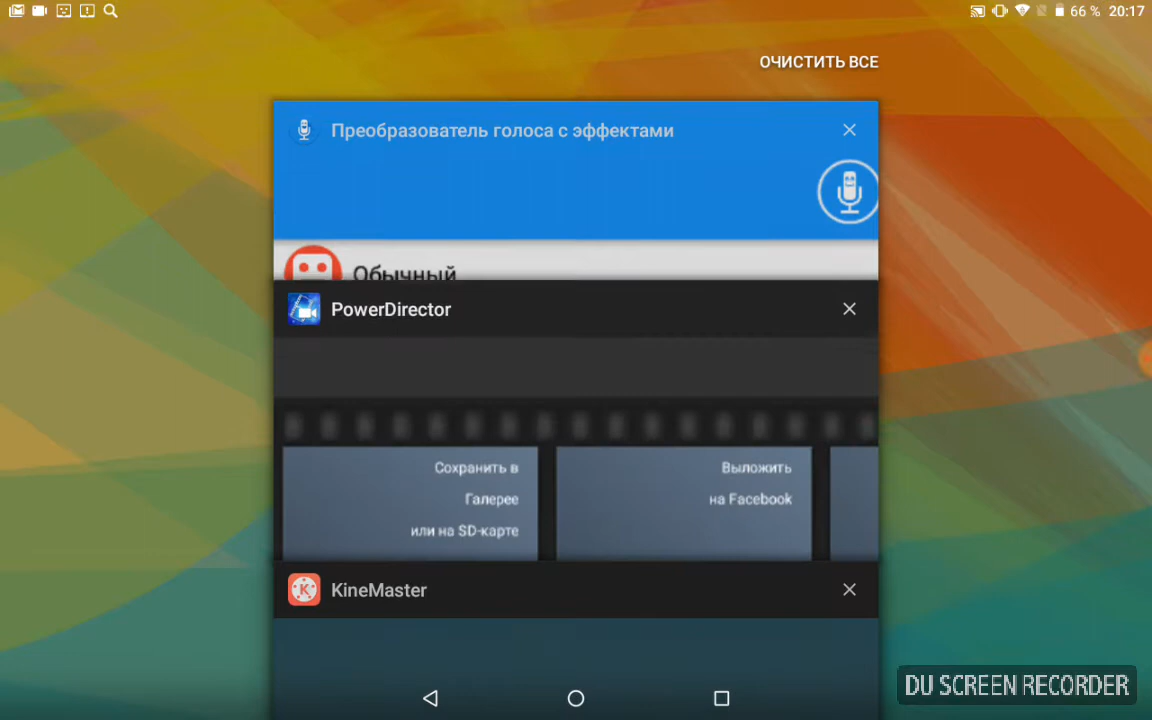 66 % 20:17
ОЧИСТИТЬ ВСЕ
Преобразователь голоса с эффектами
Обычный
PowerDirector
Сохранить в
Галерее
или на SD-карте
Выложить
на Facebook
KineMaster
DU SCREEN RECORDER